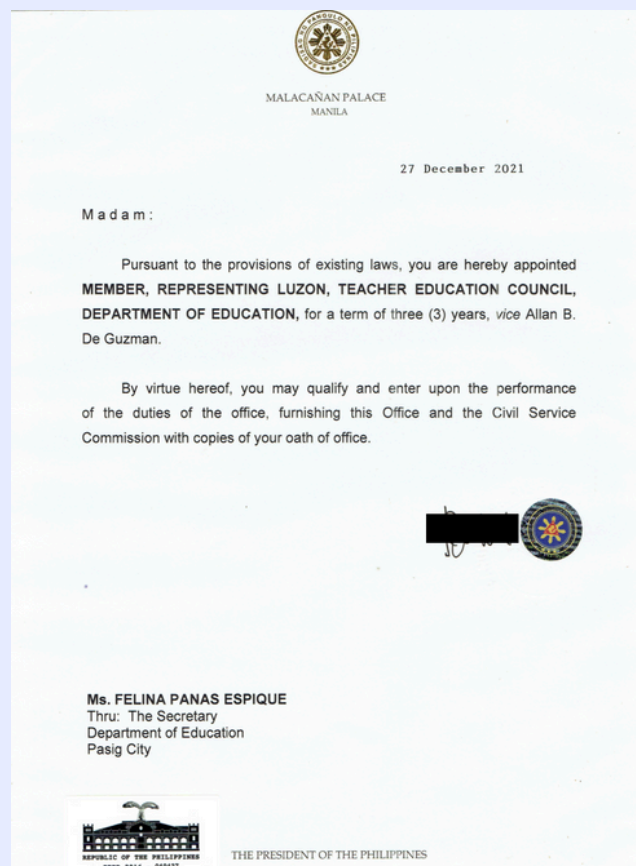 MALACAÑAN PALACE
MANILA
27 December 2021
Madam:
Pursuant to the provisions of existing laws, you are hereby appointed
MEMBER, REPRESENTING LUZON, TEACHER EDUCATION COUNCIL,
DEPARTMENT OF EDUCATION, for a term of three (3) years, vice Allan B.
De Guzman.
By virtue hereof, you may qualify and enter upon the performance
of the duties of the office, furnishing this Office and the Civil Service
Commission with copies of your oath of office.
Ms. FELINA PANAS ESPIQUE
Thru: The Secretary
Department of Education
Pasig City
REPUBLIC OF THE PHILIPPINES
THE PRESIDENT OF THE PHILIPPINES